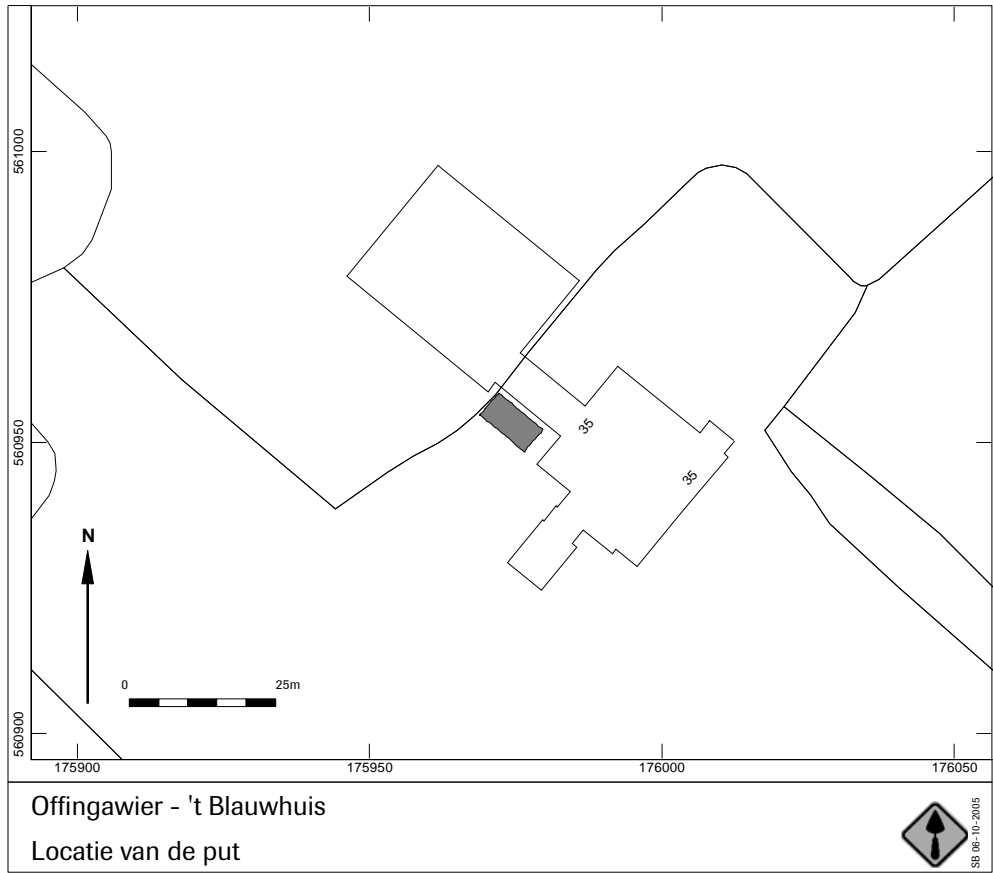 561000
560950
560900
35
35
N
0 25m
175900 175950 176000 176050
Offingawier - 't Blauwhuis
Locatie van de put
SB 06-10-2005